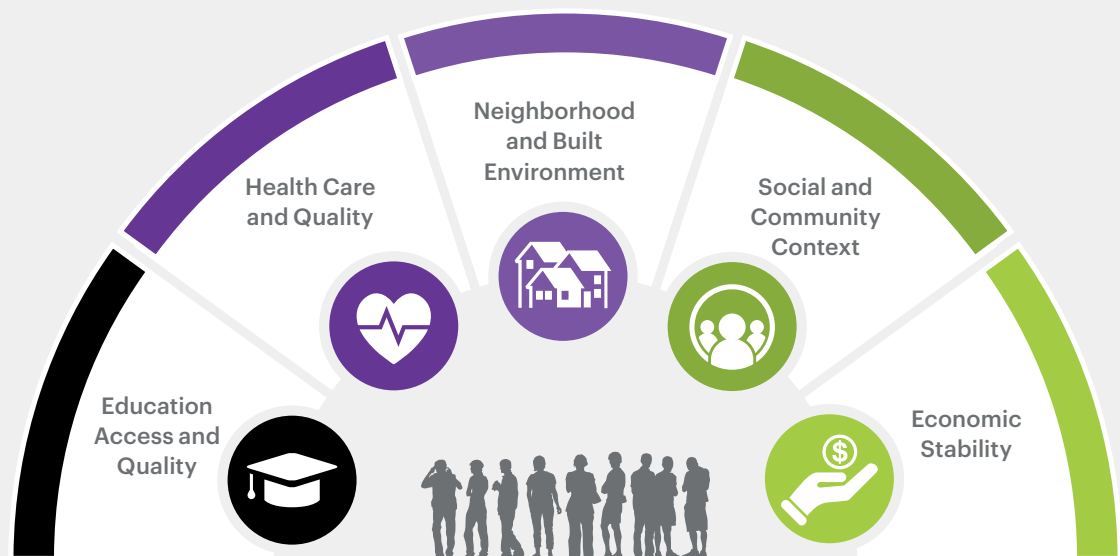 Neighborhood
and Built
Environment
Health Care
and Quality
Social and
Community
Context
Education
Access and
Quality
Economic
Stability
$